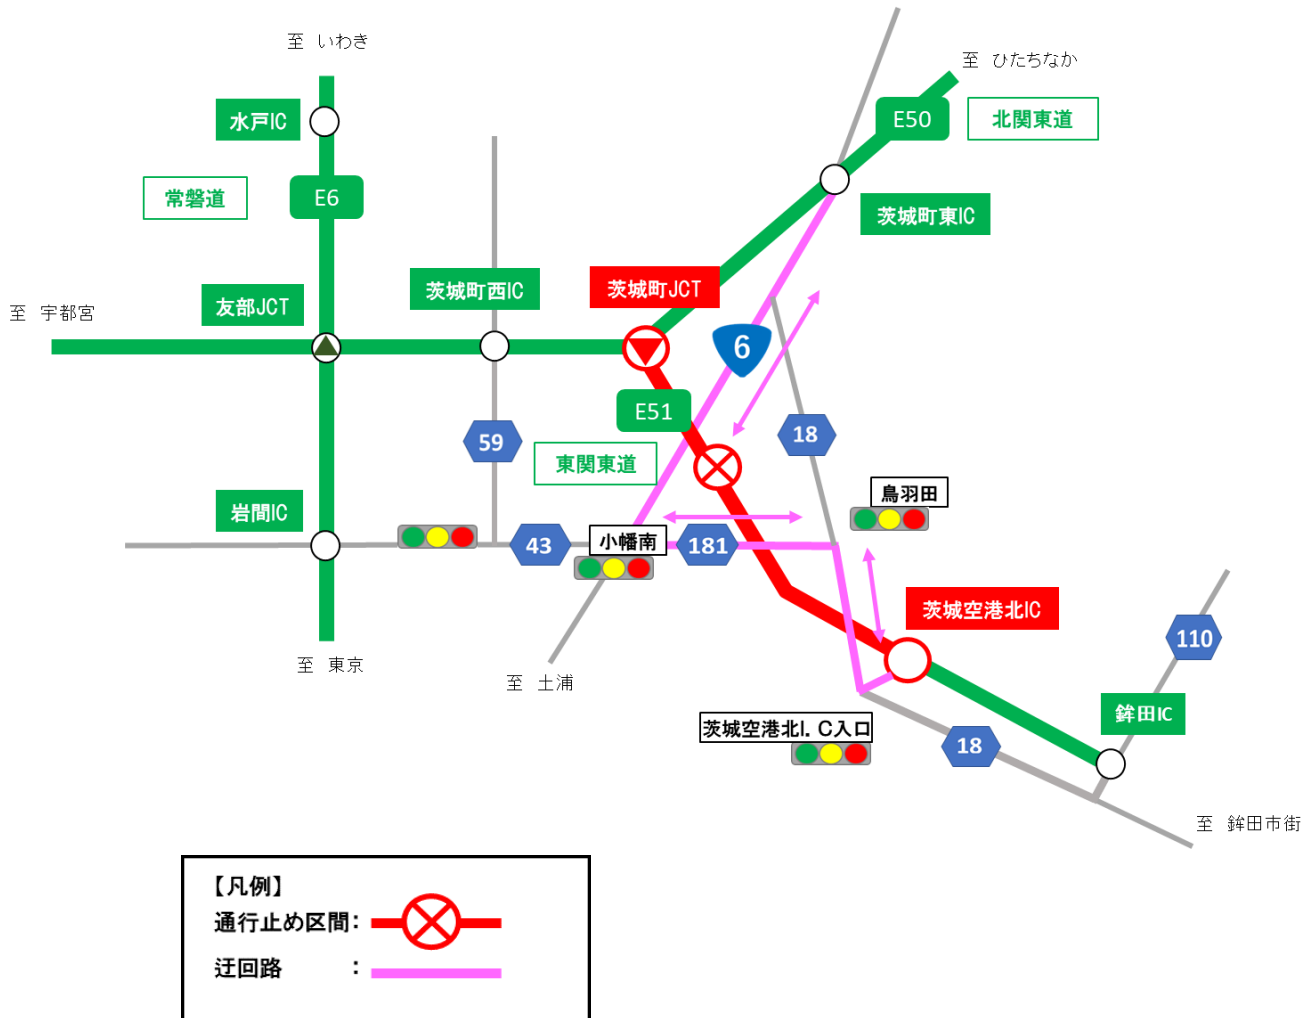 至 いわき
至 ひたちなか
水戸IC
E50
北関東道
常磐道
E6
茨城町東IC
茨城町西IC
茨城町JCT
友部JCT
至 宇都宮
6
E51
59
18
東関東道
鳥羽田
岩間IC
43
小幡南
181
茨城空港北IC
110
至 東京
至 土浦
茨城空港北I.C入口
18
鉾田IC
至 鉾田市街
【凡例】
通行止め区間:
迂回路 :